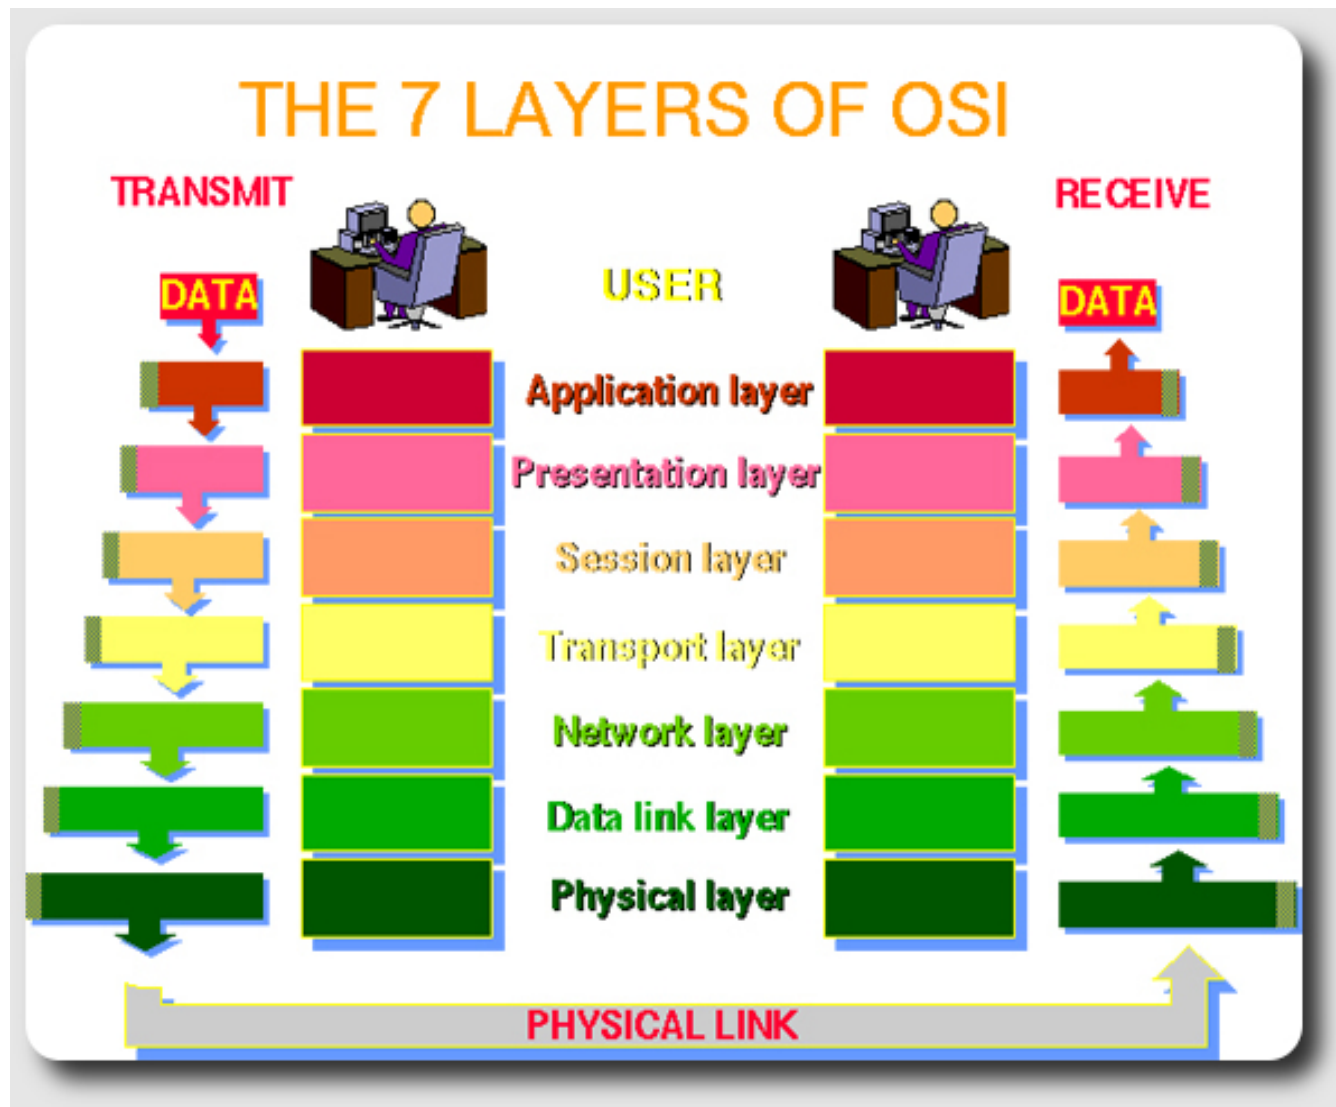 THE 7 LAYERS OF OSI
TRANSMIT
RECEIVE
USER
DATA
DATA
Application layer
Presentation layer
Session layer
Transport layer
Network layer
Data link layer
Physical layer
PHYSICAL LINK